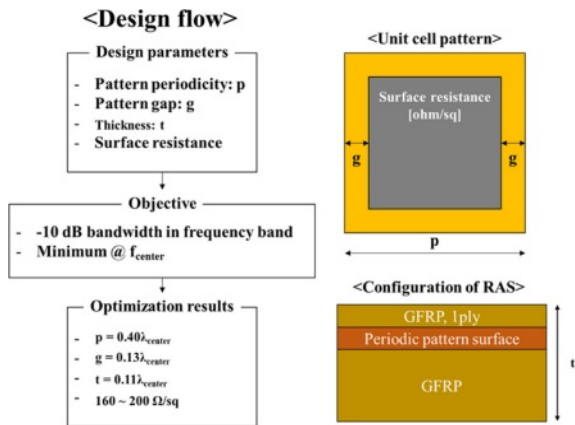 <Design flow>
Design parameters
- Pattern periodicity: p
- Pattern gap: g
- Thickness: t
- Surface resistance
Objective
- -10 dB bandwidth in frequency band
- Minimum @ fcenter
Optimization results
- p = 0.40λcenter
- g = 0.13λcenter
- t = 0.11λcenter
- 160 ~ 200 Ω/sq
<Unit cell pattern>
Surface resistance
[ohm/sq]
g
g
p
<Configuration of RAS>
GFRP, 1ply
Periodic pattern surface
GFRP
t